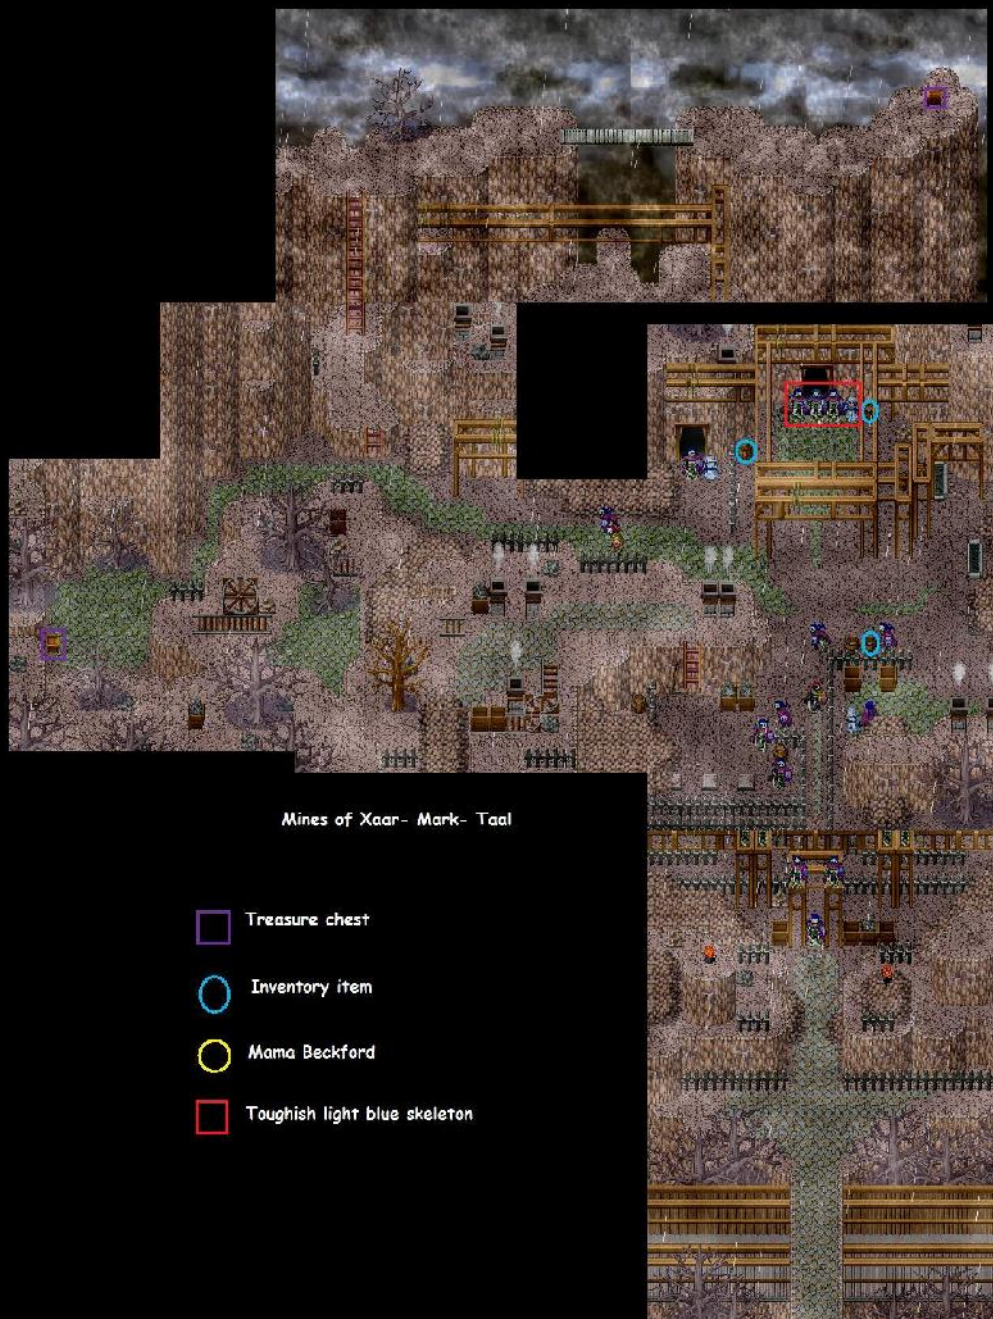 Mines of Xaar- Mark- Taal
Treasure chest
Inventory item
Mama Beckford
Toughish light blue skeleton